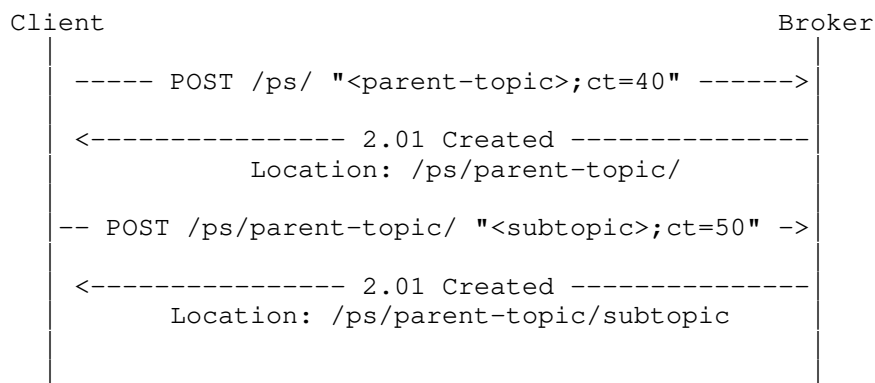 Client Broker
----- POST /ps/ "<parent-topic>;ct=40" ------>
<---------------- 2.01 Created ---------------
Location: /ps/parent-topic/
-- POST /ps/parent-topic/ "<subtopic>;ct=50" ->
<---------------- 2.01 Created ---------------
Location: /ps/parent-topic/subtopic